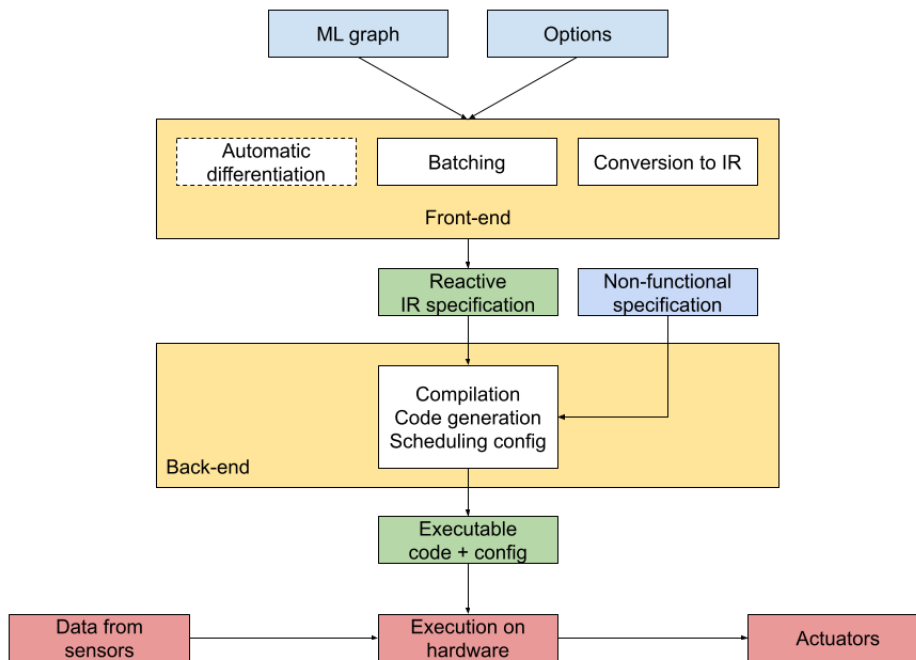 ML graph
Options
Automatic
differentiation
Batching
Conversion to IR
Front-end
Reactive
IR specification
Non-functional
specification
Compilation
Code generation
Scheduling config
Back-end
Executable
code + config
Data from
sensors
Execution on
hardware
Actuators